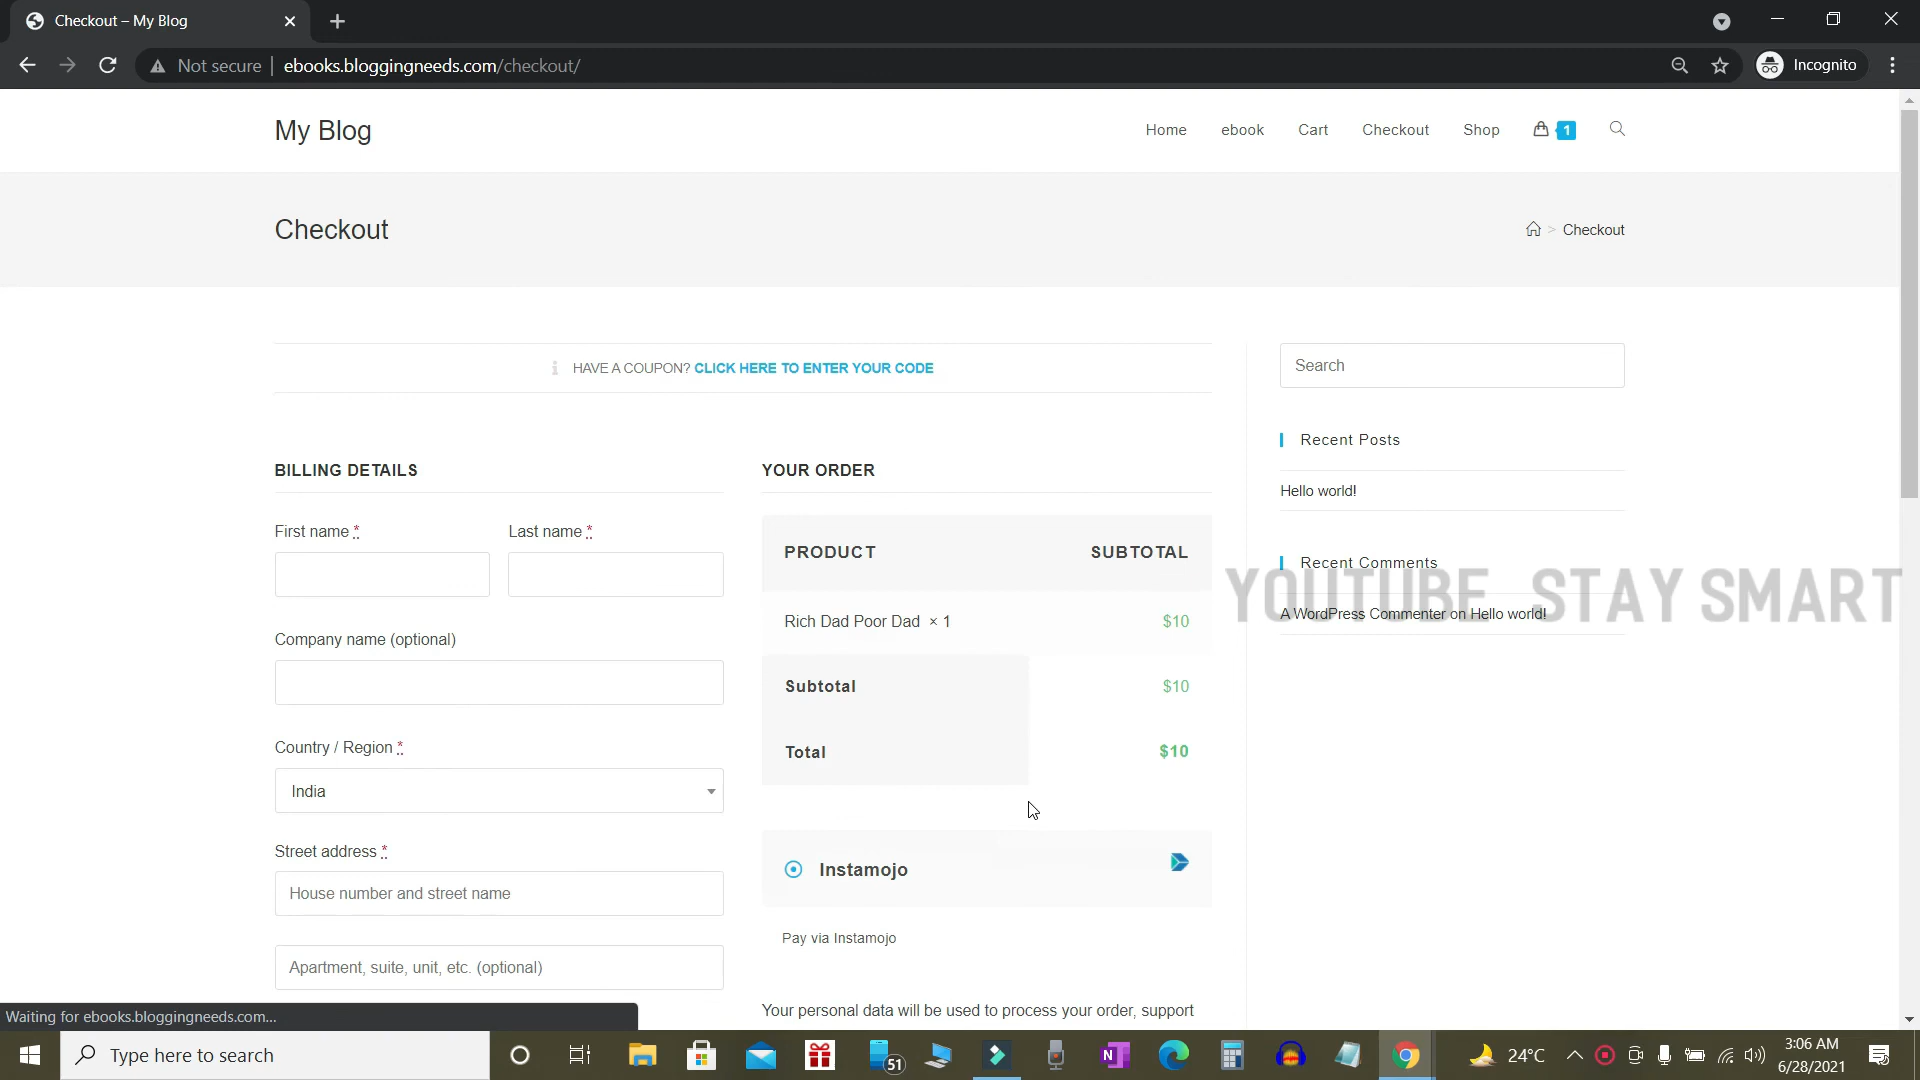 Checkout – My Blog
Not secure
ebooks.bloggingneeds.com/checkout/
Incognito
My Blog
Home
ebook
Cart
Checkout
Shop
1
Checkout
> Checkout
HAVE A COUPON? CLICK HERE TO ENTER YOUR CODE
Search
Recent Posts
Hello world!
Recent Comments
A WordPress Commenter on Hello world!
YOUTUBE_STAY SMART
BILLING DETAILS
First name *
Last name *
Company name (optional)
Country / Region *
India
Street address *
House number and street name
Apartment, suite, unit, etc. (optional)
YOUR ORDER
PRODUCT
SUBTOTAL
Rich Dad Poor Dad × 1
$10
Subtotal
$10
Total
$10
Instamojo
Pay via Instamojo
Your personal data will be used to process your order, support
Waiting for ebooks.bloggingneeds.com...
Type here to search
51
N
24°C
3:06 AM
6/28/2021